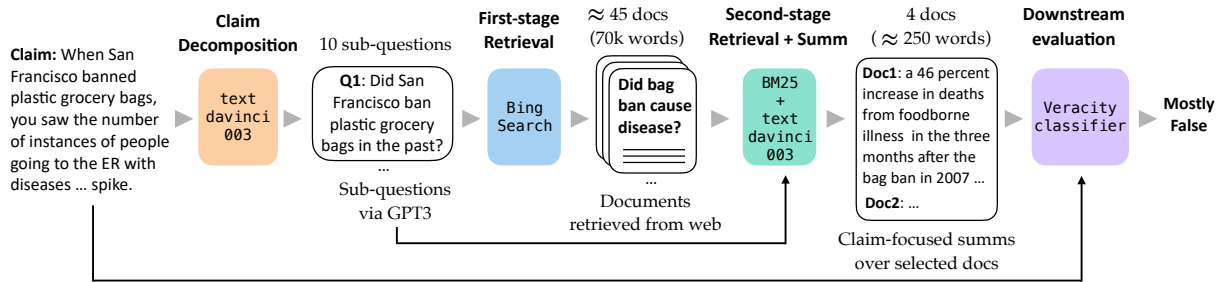 Claim: When San
Francisco banned
plastic grocery bags,
you saw the number
of instances of people
going to the ER with
diseases ... spike.
Claim
Decomposition
text
davinci
003
10 sub-questions
Q1: Did San
Francisco ban
plastic grocery
bags in the past?
...
Sub-questions
via GPT3
First-stage
Retrieval
Bing
Search
≈ 45 docs
(70k words)
Did bag
ban cause
disease?
...
Documents
retrieved from web
Second-stage
Retrieval + Summ
BM25
+
text
davinci
003
4 docs
( ≈ 250 words)
Doc1: a 46 percent
increase in deaths
from foodborne
illness in the three
months after the
bag ban in 2007 ...
Doc2: ...
Claim-focused summs
over selected docs
Downstream
evaluation
Veracity
classifier
Mostly
False